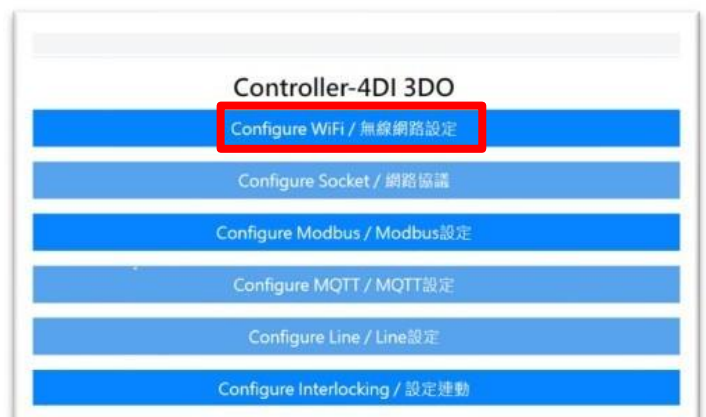 Controller-4DI 3DO
Configure WiFi / 無線網路設定
Configure Socket / 網路協議
Configure Modbus / Modbus設定
Configure MQTT / MQTT設定
Configure Line / Line設定
Configure Interlocking / 設定連動